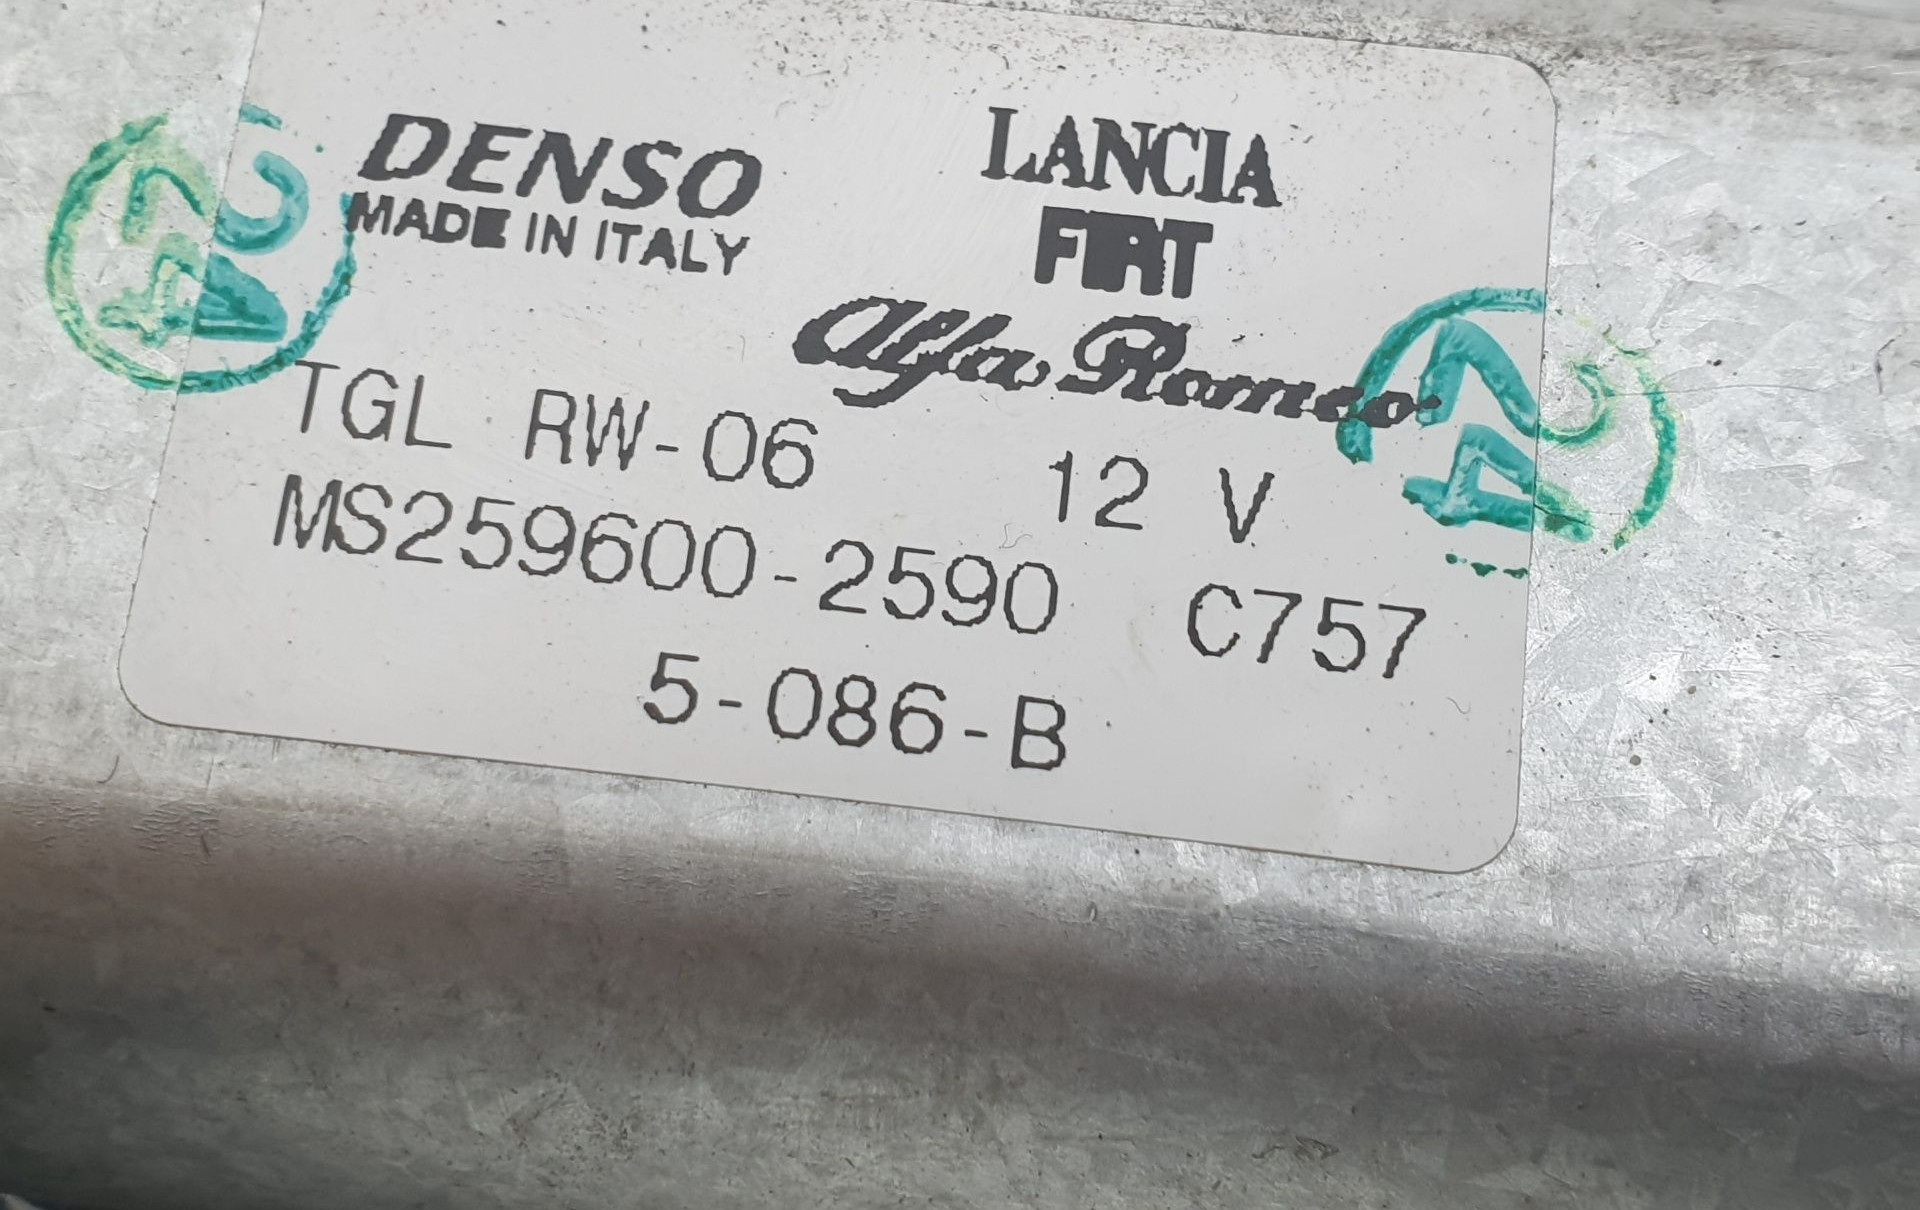 DENSO
MADE IN ITALY
LANCIA
FIAT
Alfa Romeo
TGL RW-06 12 V
MS259600-2590 C757
5-086-B